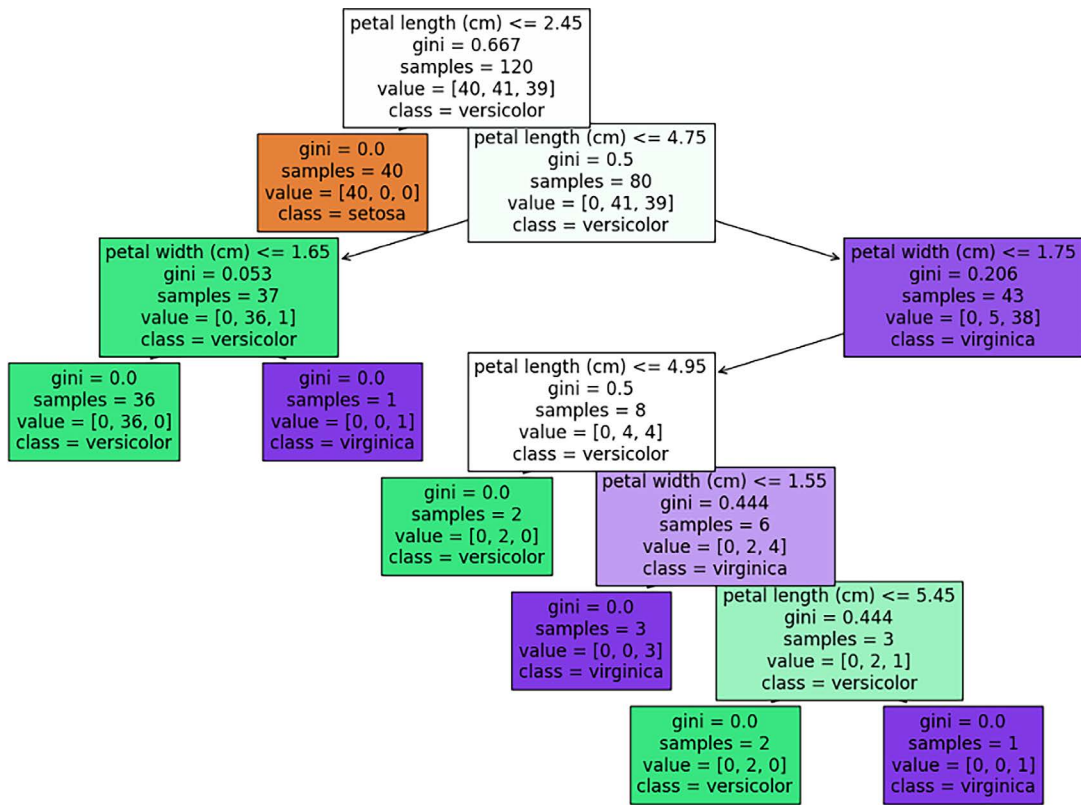 petal length (cm) <= 2.45
gini = 0.667
samples = 120
value = [40, 41, 39]
class = versicolor
gini = 0.0
samples = 40
value = [40, 0, 0]
class = setosa
petal length (cm) <= 4.75
gini = 0.5
samples = 80
value = [0, 41, 39]
class = versicolor
petal width (cm) <= 1.65
gini = 0.053
samples = 37
value = [0, 36, 1]
class = versicolor
petal width (cm) <= 1.75
gini = 0.206
samples = 43
value = [0, 5, 38]
class = virginica
gini = 0.0
samples = 36
value = [0, 36, 0]
class = versicolor
gini = 0.0
samples = 1
value = [0, 0, 1]
class = virginica
petal length (cm) <= 4.95
gini = 0.5
samples = 8
value = [0, 4, 4]
class = versicolor
gini = 0.0
samples = 2
value = [0, 2, 0]
class = versicolor
petal width (cm) <= 1.55
gini = 0.444
samples = 6
value = [0, 2, 4]
class = virginica
gini = 0.0
samples = 3
value = [0, 0, 3]
class = virginica
petal length (cm) <= 5.45
gini = 0.444
samples = 3
value = [0, 2, 1]
class = versicolor
gini = 0.0
samples = 2
value = [0, 2, 0]
class = versicolor
gini = 0.0
samples = 1
value = [0, 0, 1]
class = virginica